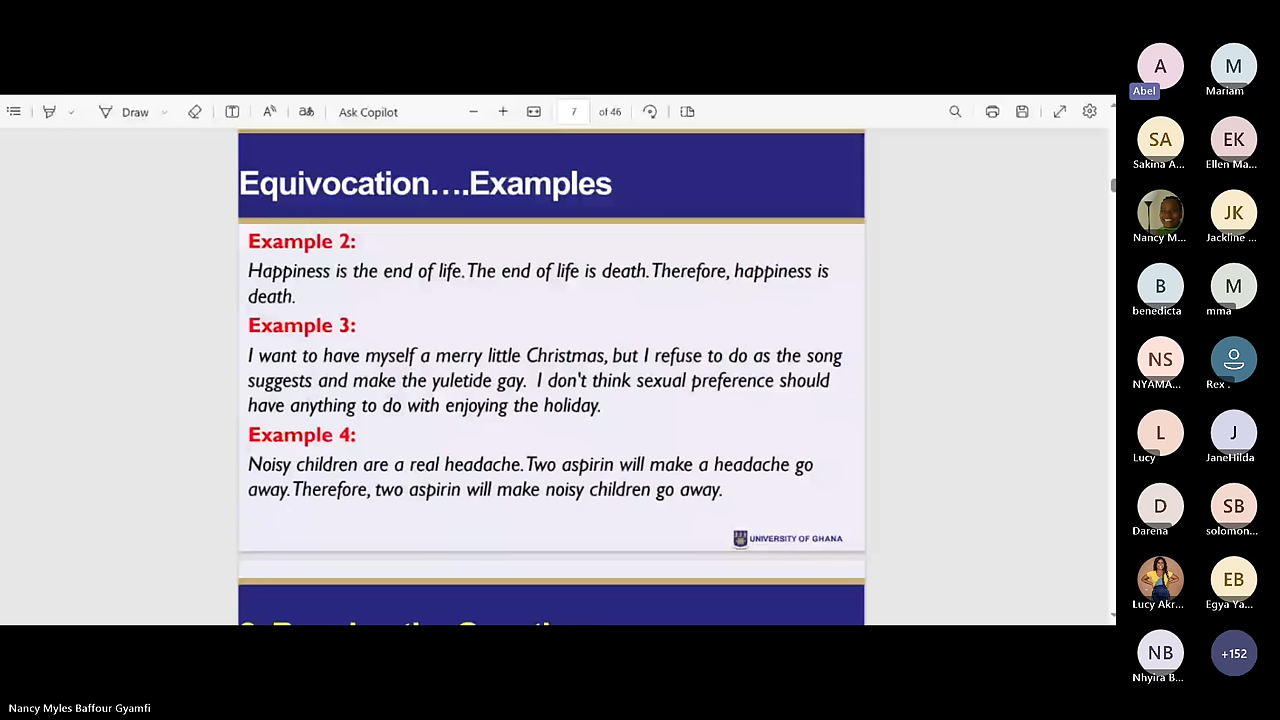 A
M
Abel
Mariam
Draw
Ask Copilot
7
of 46
SA
EK
Sakina A...
Ellen Ma...
Equivocation….Examples
JK
Nancy M...
Jackline ...
Example 2:
Happiness is the end of life. The end of life is death. Therefore, happiness is
death.
B
M
benedicta
mma
Example 3:
I want to have myself a merry little Christmas, but I refuse to do as the song
suggests and make the yuletide gay. I don't think sexual preference should
have anything to do with enjoying the holiday.
NS
NYAMA...
Rex .
Example 4:
Noisy children are a real headache. Two aspirin will make a headache go
away. Therefore, two aspirin will make noisy children go away.
L
J
Lucy
JaneHilda
D
SB
Darena
solomon...
UNIVERSITY OF GHANA
EB
Lucy Akr...
Egya Ya...
NB
+152
Nhyira B...
Nancy Myles Baffour Gyamfi